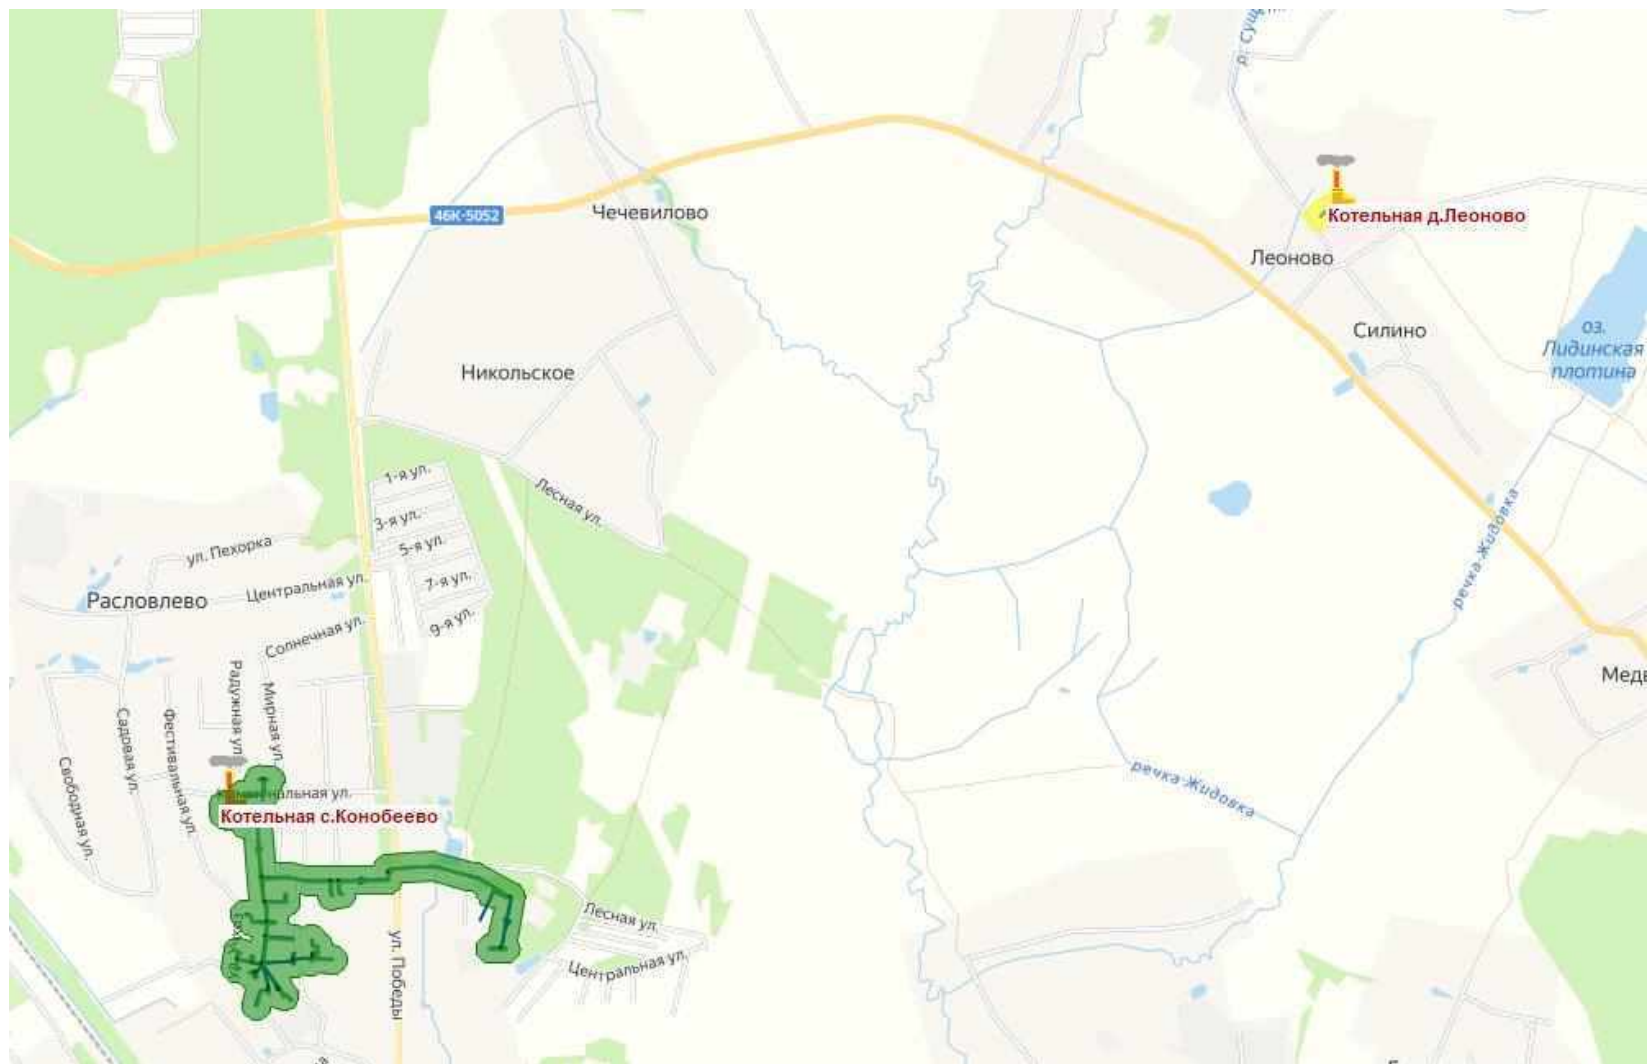 р. Сущ
46К-5052
Чечевилово
Котельная д.Леоново
Леоново
Силино
оз.
Лидинская
плотина
Никольское
1-я ул.
Лесная ул.
3-я ул.
5-я ул.
ул. Пехорка
7-я ул.
Центральная ул.
Расловлево
9-я ул.
Солнечная ул.
речка-Жидовка
Радужная ул.
Мирная ул.
Медв
Садовая ул.
Фестивальная ул.
Свободная ул.
речка-Жидовка
Коммунальная ул.
Котельная с.Конобеево
Лесная ул.
ул. Победы
Центральная ул.